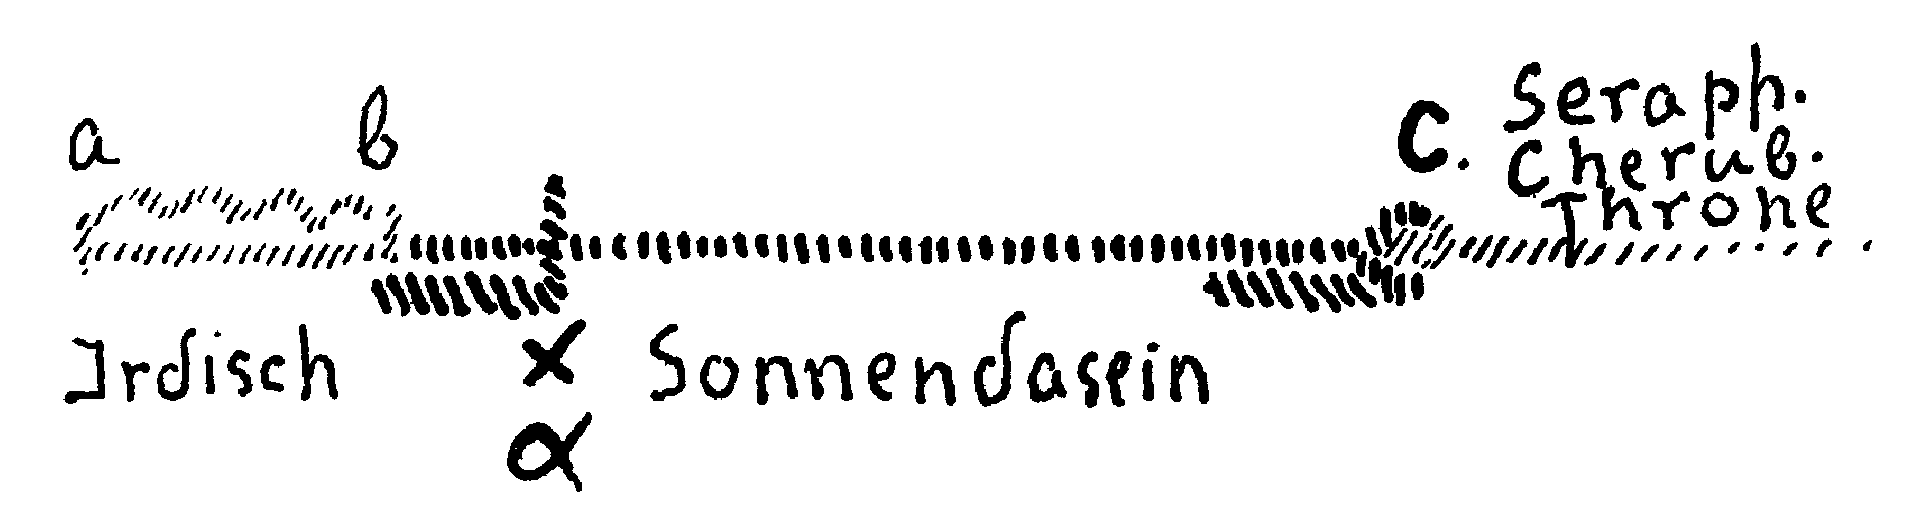 a b C. Seraph.
Cherub.
Throne
Irdisch x Sonnendasein
α